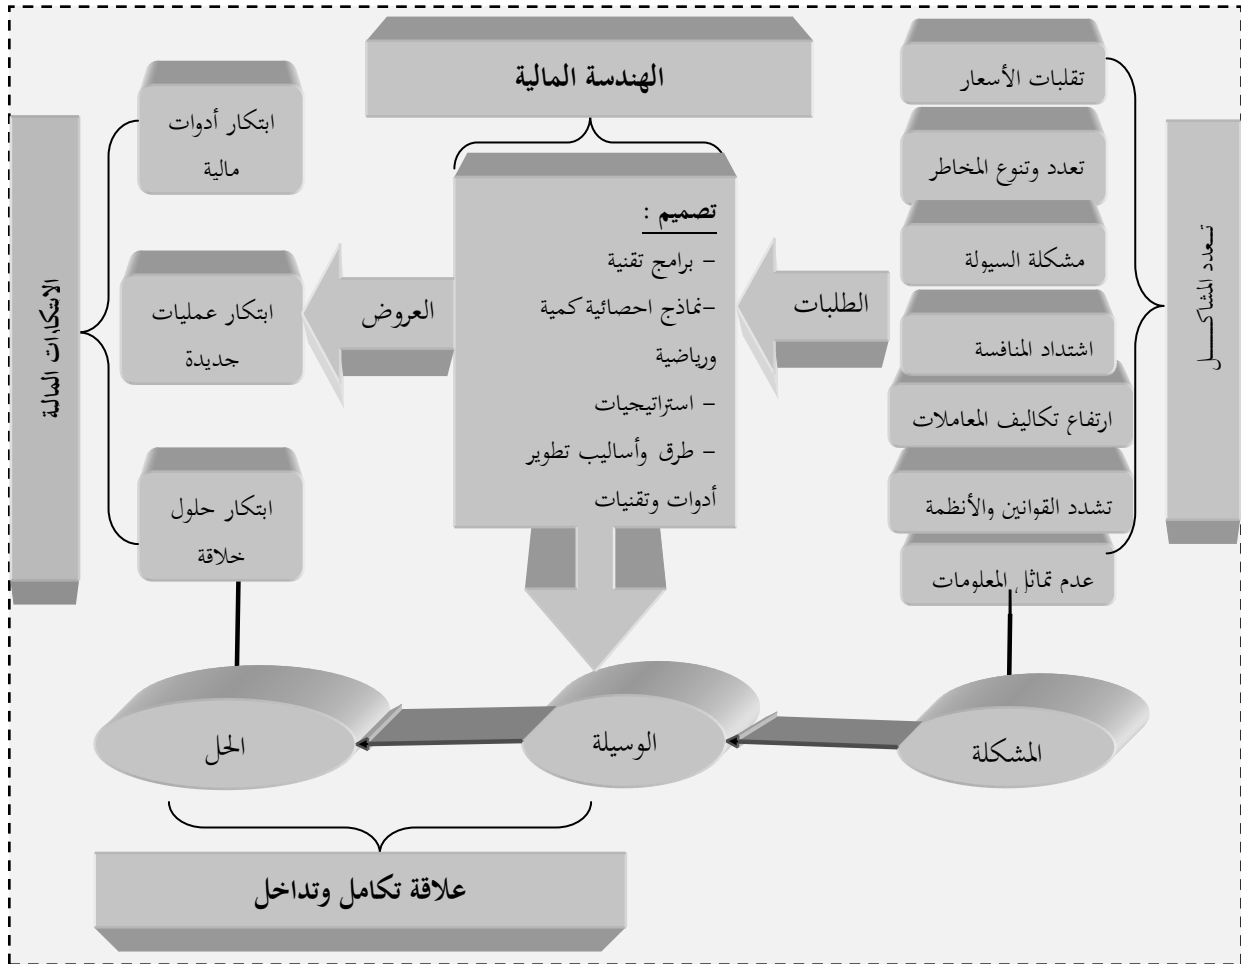 الهندسة المالية
تعدد المشاكل
تقلبات الأسعار
تعدد وتنوع المخاطر
مشكلة السيولة
اشتداد المنافسة
ارتفاع تكاليف المعاملات
تشدد القوانين والأنظمة
عدم تماثل المعلومات
الطلبات
تصميم :
– برامج تقنية
–نماذج احصائية كمية
ورياضية
– استراتيجيات
– طرق وأساليب تطوير
أدوات وتقنيات
العروض
ابتكار أدوات
مالية
ابتكار عمليات
جديدة
ابتكار حلول
خلاقة
الابتكارات المالية
المشكلة
الوسيلة
الحل
علاقة تكامل وتداخل